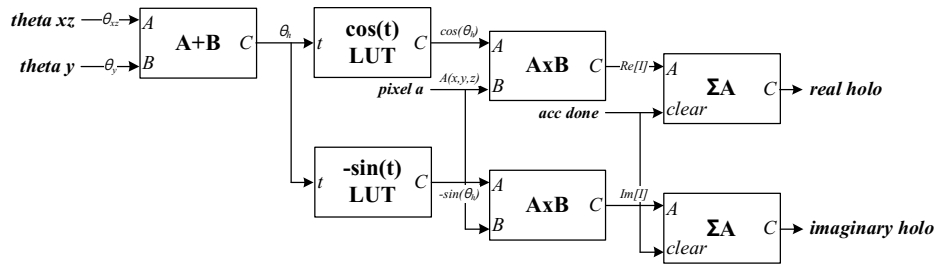 theta xz
θxz
A
A+B
C
theta y
θy
B
θh
t
cos(t)
LUT
C
cos(θh)
A
AxB
C
Re[I]
A
ΣA
C
real holo
pixel a
A(x,y,z)
B
acc done
clear
t
-sin(t)
LUT
C
-sin(θh)
A
AxB
C
Im[I]
A
ΣA
C
imaginary holo
B
clear